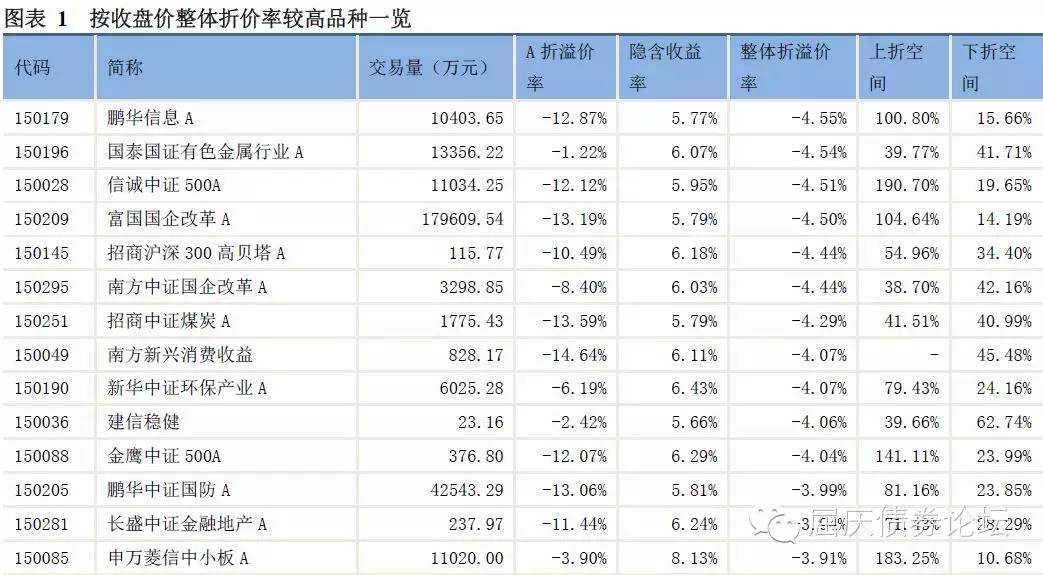 图表 1 按收盘价整体折价率较高品种一览
代码 简称 交易量（万元） A 折溢价率 隐含收益率 整体折溢价率 上折空间 下折空间
150179 鹏华信息 A 10403.65 -12.87% 5.77% -4.55% 100.80% 15.66%
150196 国泰国证有色金属行业 A 13356.22 -1.22% 6.07% -4.54% 39.77% 41.71%
150028 信诚中证 500A 11034.25 -12.12% 5.95% -4.51% 190.70% 19.65%
150209 富国国企改革 A 179609.54 -13.19% 5.79% -4.50% 104.64% 14.19%
150145 招商沪深 300 高贝塔 A 115.77 -10.49% 6.18% -4.44% 54.96% 34.40%
150295 南方中证国企改革 A 3298.85 -8.40% 6.03% -4.44% 38.70% 42.16%
150251 招商中证煤炭 A 1775.43 -13.59% 5.79% -4.29% 41.51% 40.99%
150049 南方新兴消费收益 828.17 -14.64% 6.11% -4.07% - 45.48%
150190 新华中证环保产业 A 6025.28 -6.19% 6.43% -4.07% 79.43% 24.16%
150036 建信稳健 23.16 -2.42% 5.66% -4.06% 39.66% 62.74%
150088 金鹰中证 500A 376.80 -12.07% 6.29% -4.04% 141.11% 23.99%
150205 鹏华中证国防 A 42543.29 -13.06% 5.81% -3.99% 81.16% 23.85%
150281 长盛中证金融地产 A 237.97 -11.44% 6.24% -3.94% 71.43% 28.29%
屈庆债券论坛
150085 申万菱信中小板 A 11020.00 -3.90% 8.13% -3.91% 183.25% 10.68%